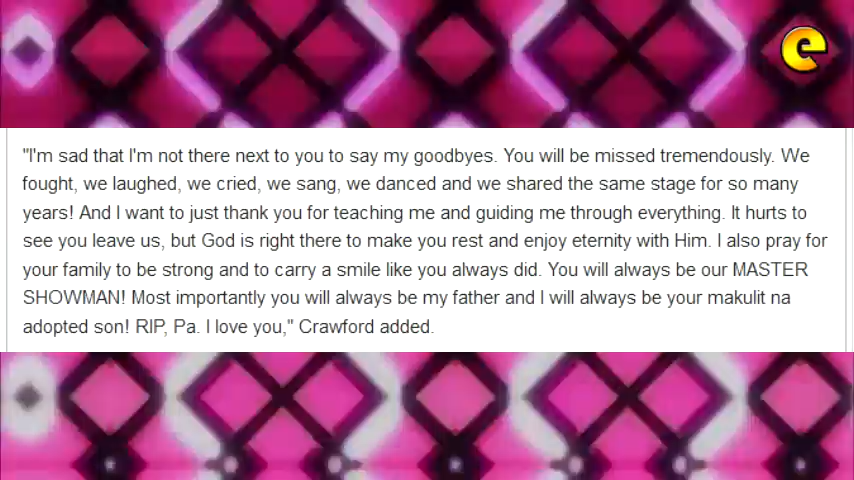 e
"I'm sad that I'm not there next to you to say my goodbyes. You will be missed tremendously. We
fought, we laughed, we cried, we sang, we danced and we shared the same stage for so many
years! And I want to just thank you for teaching me and guiding me through everything. It hurts to
see you leave us, but God is right there to make you rest and enjoy eternity with Him. I also pray for
your family to be strong and to carry a smile like you always did. You will always be our MASTER
SHOWMAN! Most importantly you will always be my father and I will always be your makulit na
adopted son! RIP, Pa. I love you," Crawford added.